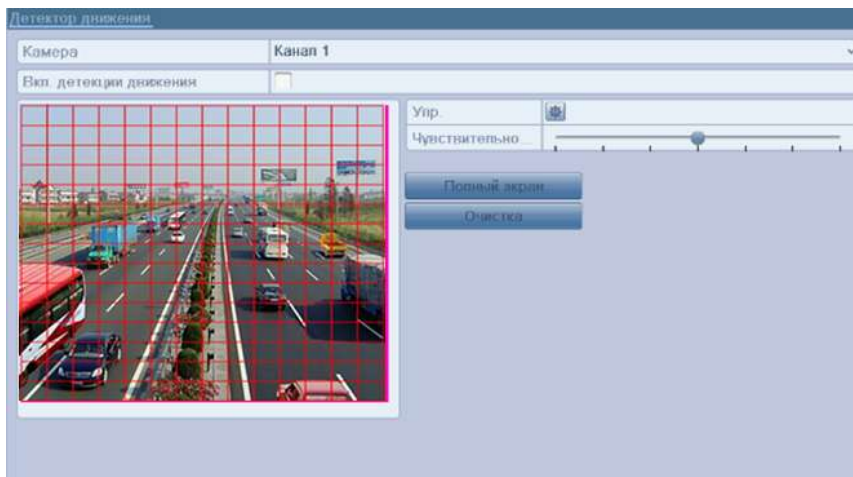 Детектор движения
Камера
Канал 1
Вкл. детекции движения
Упр.
Чувствительно...
Полный экран
Очистка